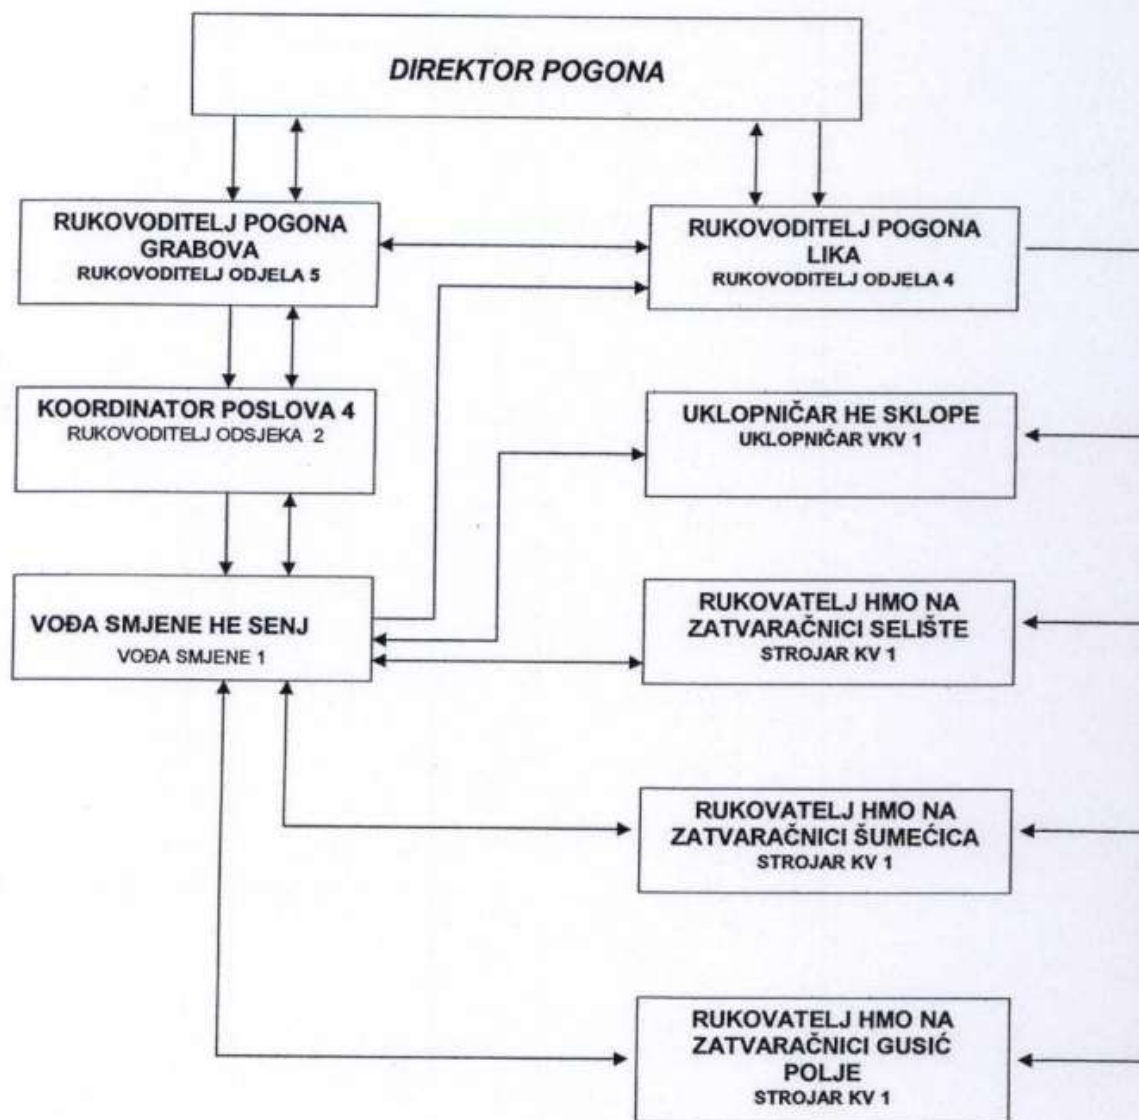 DIREKTOR POGONA
RUKOVODITELJ POGONA
GRABOVA
RUKOVODITELJ ODJELA 5
RUKOVODITELJ POGONA
LIKA
RUKOVODITELJ ODJELA 4
KOORDINATOR POSLOVA 4
RUKOVODITELJ ODSJEKA 2
UKLOPNIČAR HE SKLOPE
UKLOPNIČAR VKV 1
VOĐA SMJENE HE SENJ
VOĐA SMJENE 1
RUKOVATELJ HMO NA
ZATVARAČNICI SELIŠTE
STROJAR KV 1
RUKOVATELJ HMO NA
ZATVARAČNICI ŠUMEĆICA
STROJAR KV 1
RUKOVATELJ HMO NA
ZATVARAČNICI GUSIĆ
POLJE
STROJAR KV 1